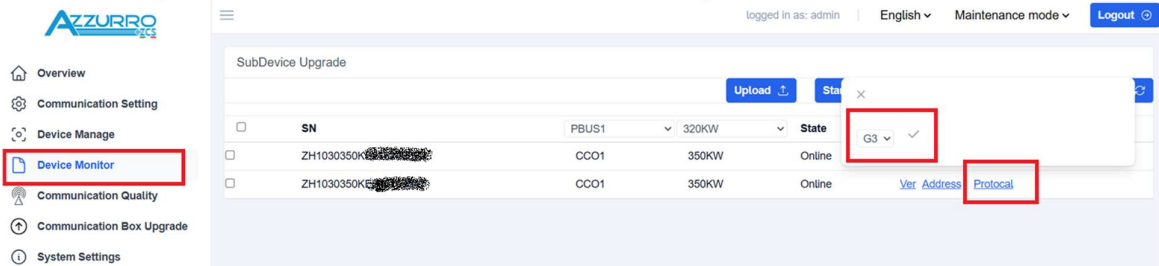 AZZURRO
ZCS
logged in as: admin English Maintenance mode Logout
Overview
Communication Setting
Device Manage
Device Monitor
Communication Quality
Communication Box Upgrade
System Settings
SubDevice Upgrade
Upload Sta
SN PBUS1 320KW State
G3
ZH1030350K CCO1 350KW Online
ZH1030350K CCO1 350KW Online Ver Address Protocal